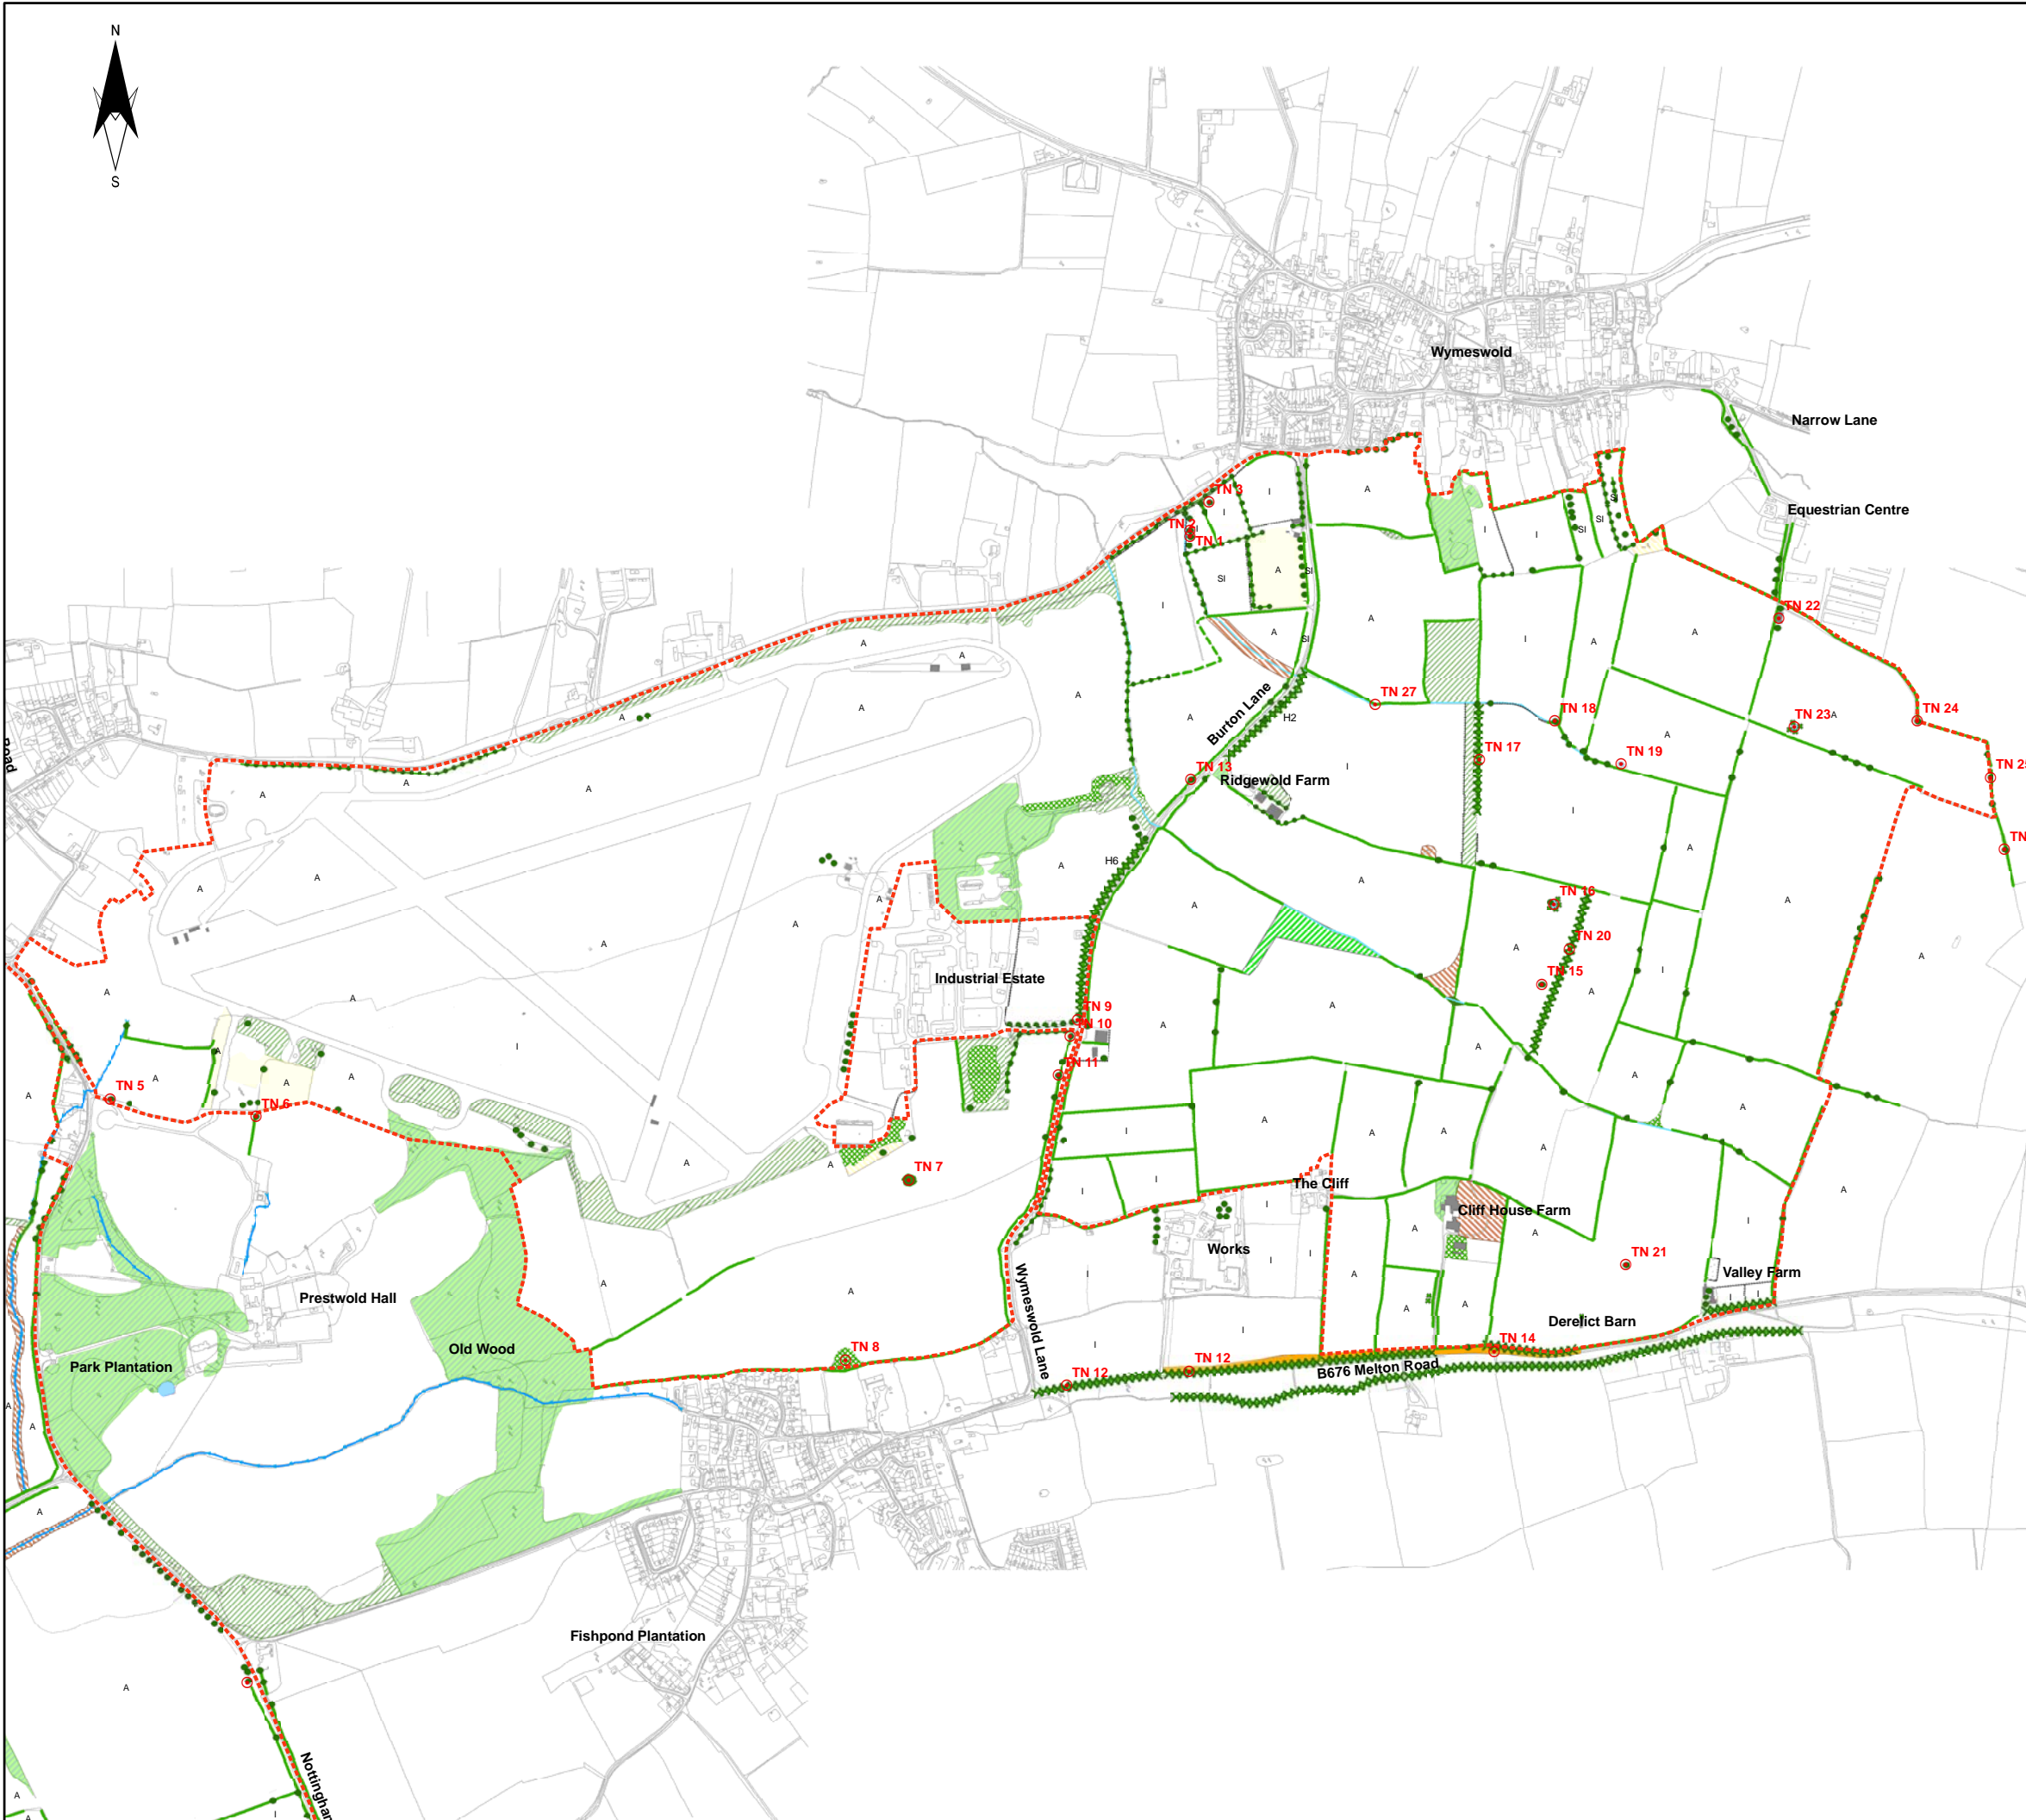 N
S
Wymeswold
Narrow Lane
Equestrian Centre
TN 3
TN 2
TN 1
TN 22
TN 27
TN 18
TN 24
TN 23
TN 17
TN 19
Burton Lane
H2
TN 13
Ridgewold Farm
H6
TN 16
TN 20
TN 15
Industrial Estate
TN 9
TN 10
TN 11
TN 5
TN 6
TN 7
The Cliff
Cliff House Farm
Works
TN 21
Valley Farm
Derelict Barn
Prestwold Hall
Old Wood
Park Plantation
Wymeswold Lane
TN 8
TN 12
TN 12
TN 14
B676 Melton Road
Fishpond Plantation
A
I
SI